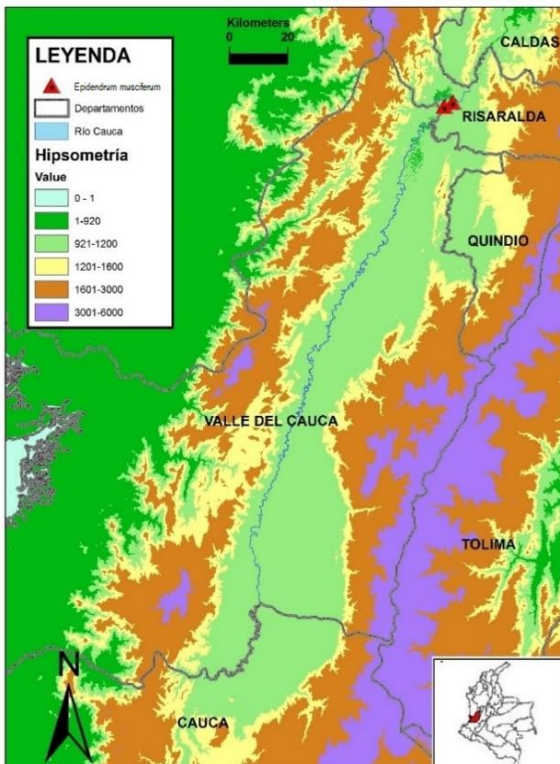 Kilometers
0 20
LEYENDA
Epidendrum musciferum
Departamentos
Río Cauca
Hipsometría
Value
0 - 1
1-920
921-1200
1201-1600
1601-3000
3001-6000
CALDAS
RISARALDA
QUINDIO
VALLE DEL CAUCA
TOLIMA
N
CAUCA